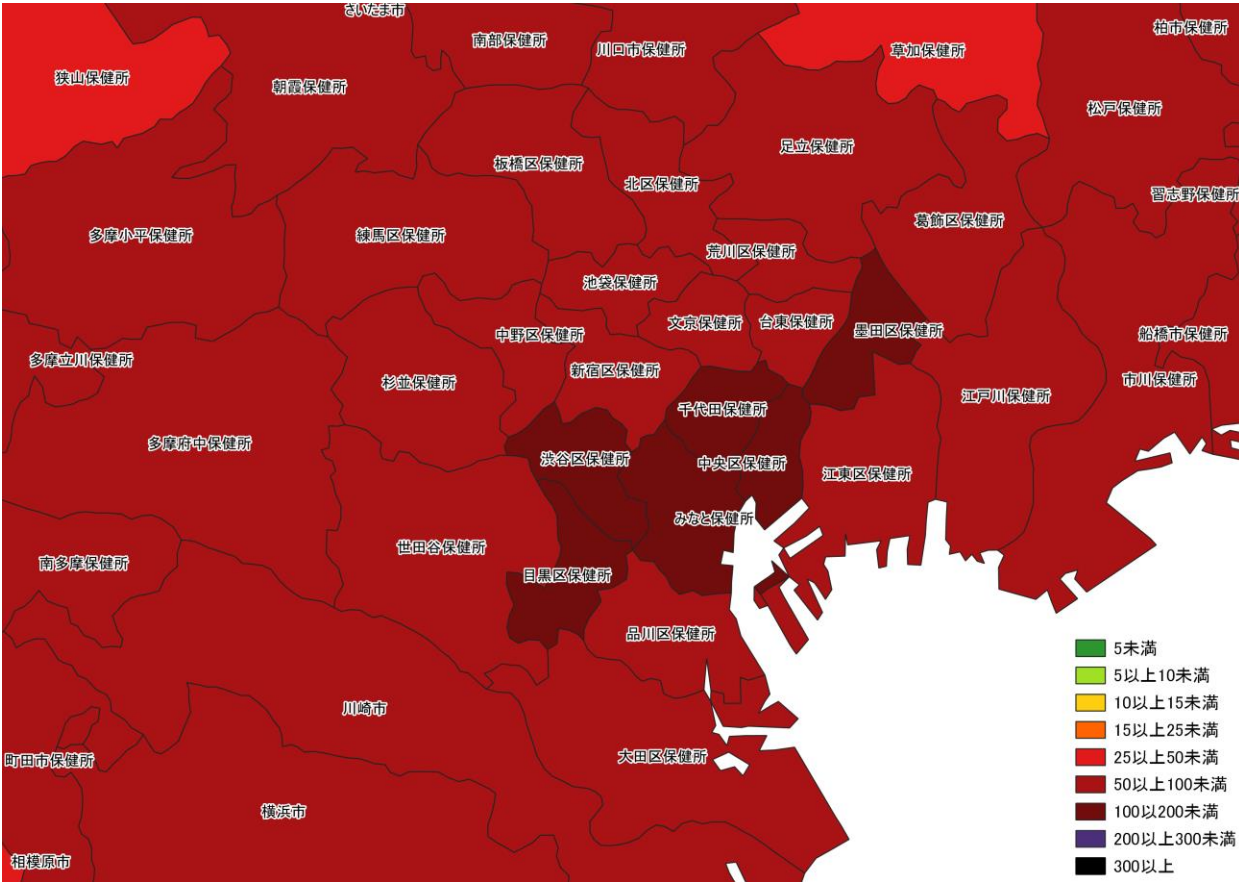 さいたま市
柏市保健所
南部保健所
川口市保健所
草加保健所
狭山保健所
朝霞保健所
松戸保健所
足立保健所
板橋区保健所
北区保健所
習志野保健所
葛飾区保健所
多摩小平保健所
練馬区保健所
荒川区保健所
池袋保健所
文京保健所
台東保健所
墨田区保健所
中野区保健所
船橋市保健所
多摩立川保健所
新宿区保健所
杉並保健所
市川保健所
江戸川保健所
千代田保健所
多摩府中保健所
渋谷区保健所
中央区保健所
江東区保健所
みなと保健所
世田谷保健所
南多摩保健所
目黒区保健所
品川区保健所
川崎市
大田区保健所
町田市保健所
横浜市
相模原市
5未満
5以上10未満
10以上15未満
15以上25未満
25以上50未満
50以上100未満
100以200未満
200以上300未満
300以上